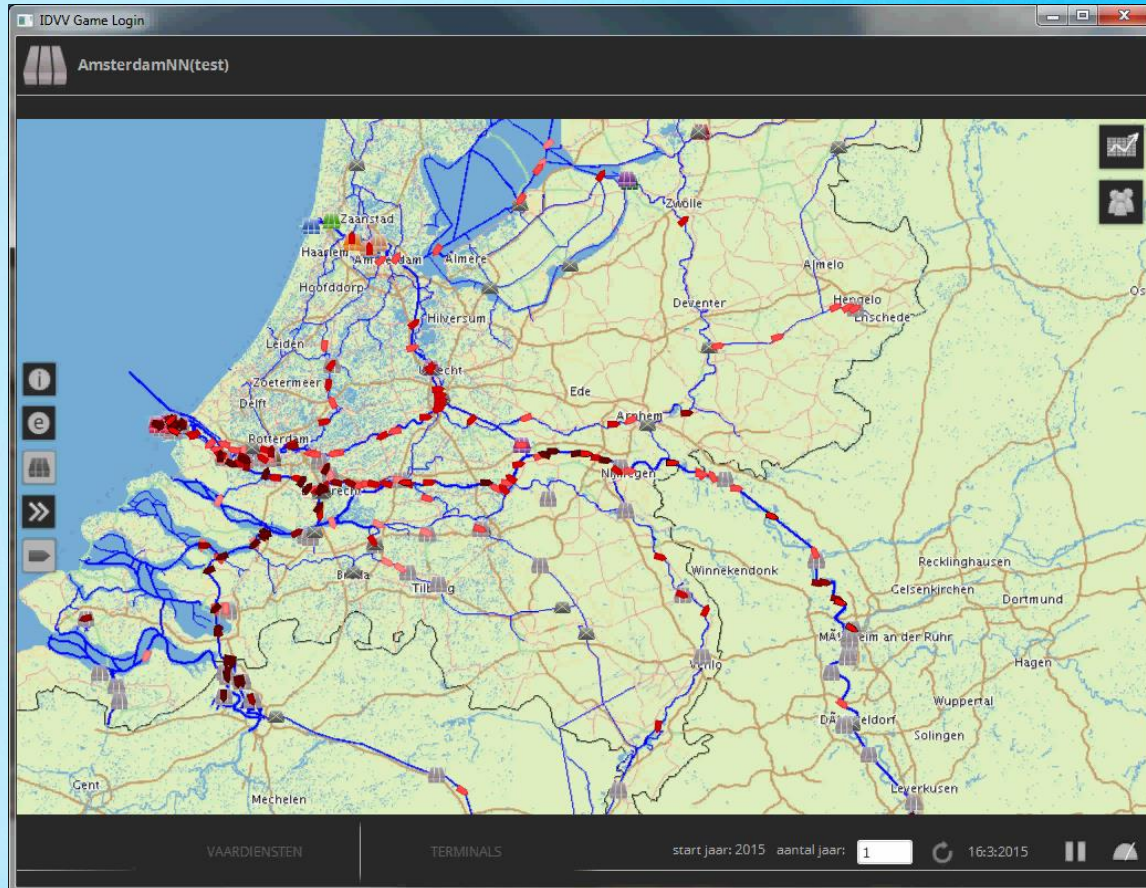 IDVV Game Login
AmsterdamNN(test)
Zaanstad
Haarlem
Almere
Hoofddorp
Hilversum
Leiden
Zoetermeer
Delft
Rotterdam
Ede
Arnhem
Zwolle
Almelo
Hengelo
Enschede
Deventer
Nijmegen
Breda
Tilburg
Winnekendonk
Recklinghausen
Gelsenkirchen
Dortmund
Hagen
Wuppertal
Solingen
Leverkusen
Gent
Mechelen
VAARDIENSTEN
TERMINALS
start jaar: 2015 aantal jaar: 1
16:3:2015